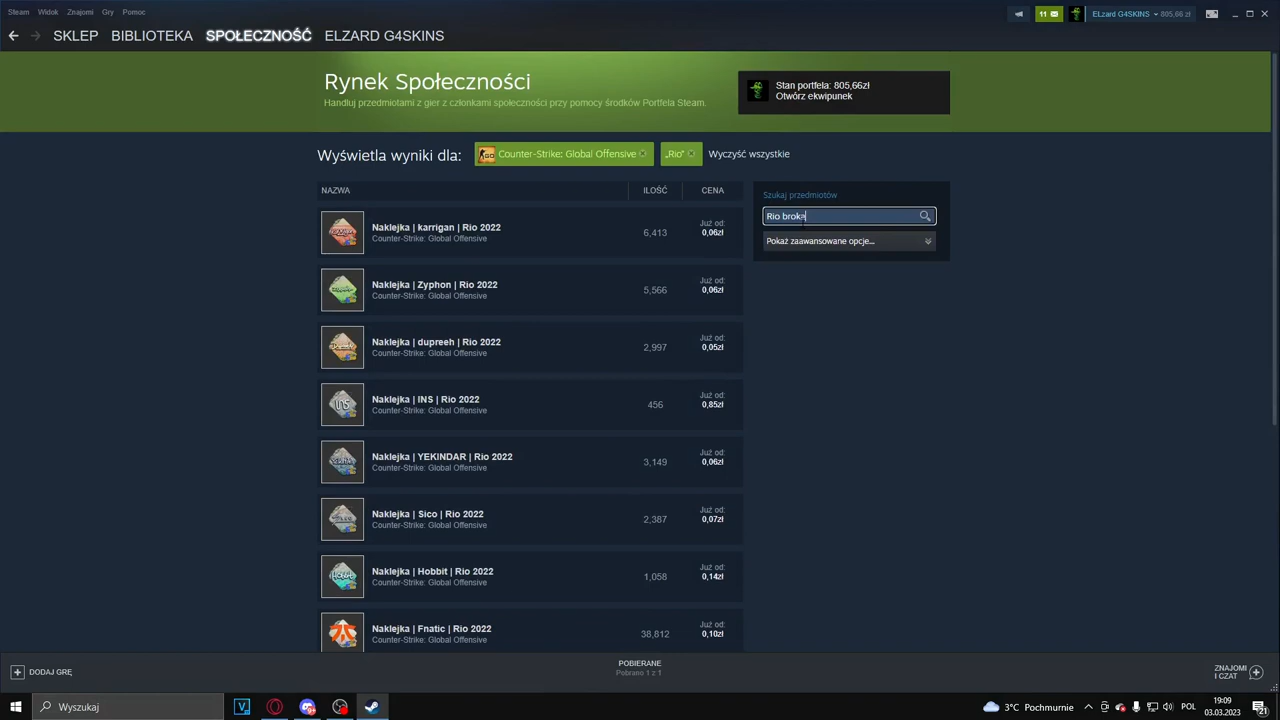 Steam Widok Znajomi Gry Pomoc
11 ELzard G4SKINS 805,66 zł
SKLEP BIBLIOTEKA SPOŁECZNOŚĆ ELZARD G4SKINS
Rynek Społeczności
Handluj przedmiotami z gier z członkami społeczności przy pomocy środków Portfela Steam.
Stan portfela: 805,66zł
Otwórz ekwipunek
Wyświetla wyniki dla: Counter-Strike: Global Offensive „Rio” Wyczyść wszystkie
NAZWA ILOŚĆ CENA
Szukaj przedmiotów
Rio broka
Pokaż zaawansowane opcje...
Naklejka | karrigan | Rio 2022
Counter-Strike: Global Offensive
6,413
Już od:
0,06zł
Naklejka | Zyphon | Rio 2022
Counter-Strike: Global Offensive
5,566
Już od:
0,06zł
Naklejka | dupreeh | Rio 2022
Counter-Strike: Global Offensive
2,997
Już od:
0,05zł
Naklejka | INS | Rio 2022
Counter-Strike: Global Offensive
456
Już od:
0,85zł
Naklejka | YEKINDAR | Rio 2022
Counter-Strike: Global Offensive
3,149
Już od:
0,06zł
Naklejka | Sico | Rio 2022
Counter-Strike: Global Offensive
2,387
Już od:
0,07zł
Naklejka | Hobbit | Rio 2022
Counter-Strike: Global Offensive
1,058
Już od:
0,14zł
Naklejka | Fnatic | Rio 2022
Counter-Strike: Global Offensive
38,812
Już od:
0,10zł
DODAJ GRĘ
POBIERANE
Pobrano 1 z 1
ZNAJOMI
I CZAT
Wyszukaj
3°C Pochmurnie
POL
19:09
03.03.2023